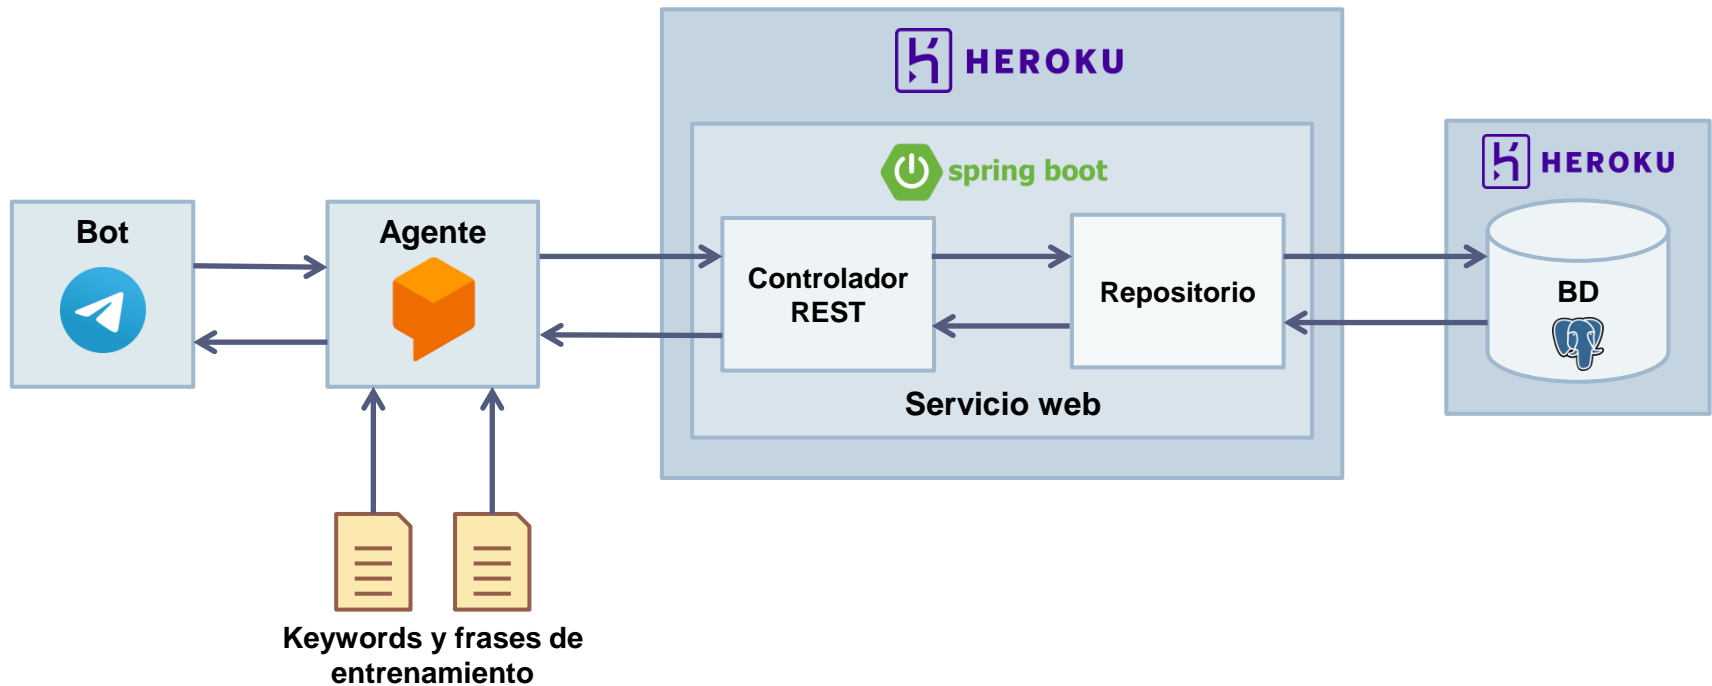 HEROKU
spring boot
HEROKU
Bot
Agente
Controlador
REST
Repositorio
BD
Servicio web
Keywords y frases de
entrenamiento